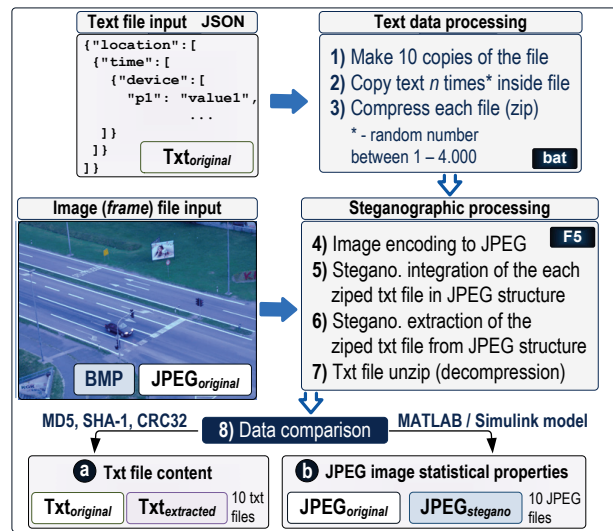 Text file input JSON
{"location":[
{"time":[
{"device":[
"p1": "value1",
...
]}
]}
]}
Txtoriginal
Text data processing
1) Make 10 copies of the file
2) Copy text n times* inside file
3) Compress each file (zip)
* - random number
between 1 – 4.000
bat
Image (frame) file input
BMP
JPEGoriginal
Steganographic processing
F5
4) Image encoding to JPEG
5) Stegano. integration of the each
ziped txt file in JPEG structure
6) Stegano. extraction of the
ziped txt file from JPEG structure
7) Txt file unzip (decompression)
MD5, SHA-1, CRC32
8) Data comparison
MATLAB / Simulink model
a Txt file content
Txtoriginal
Txtextracted
10 txt
files
b JPEG image statistical properties
JPEGoriginal
JPEGstegano
10 JPEG
files